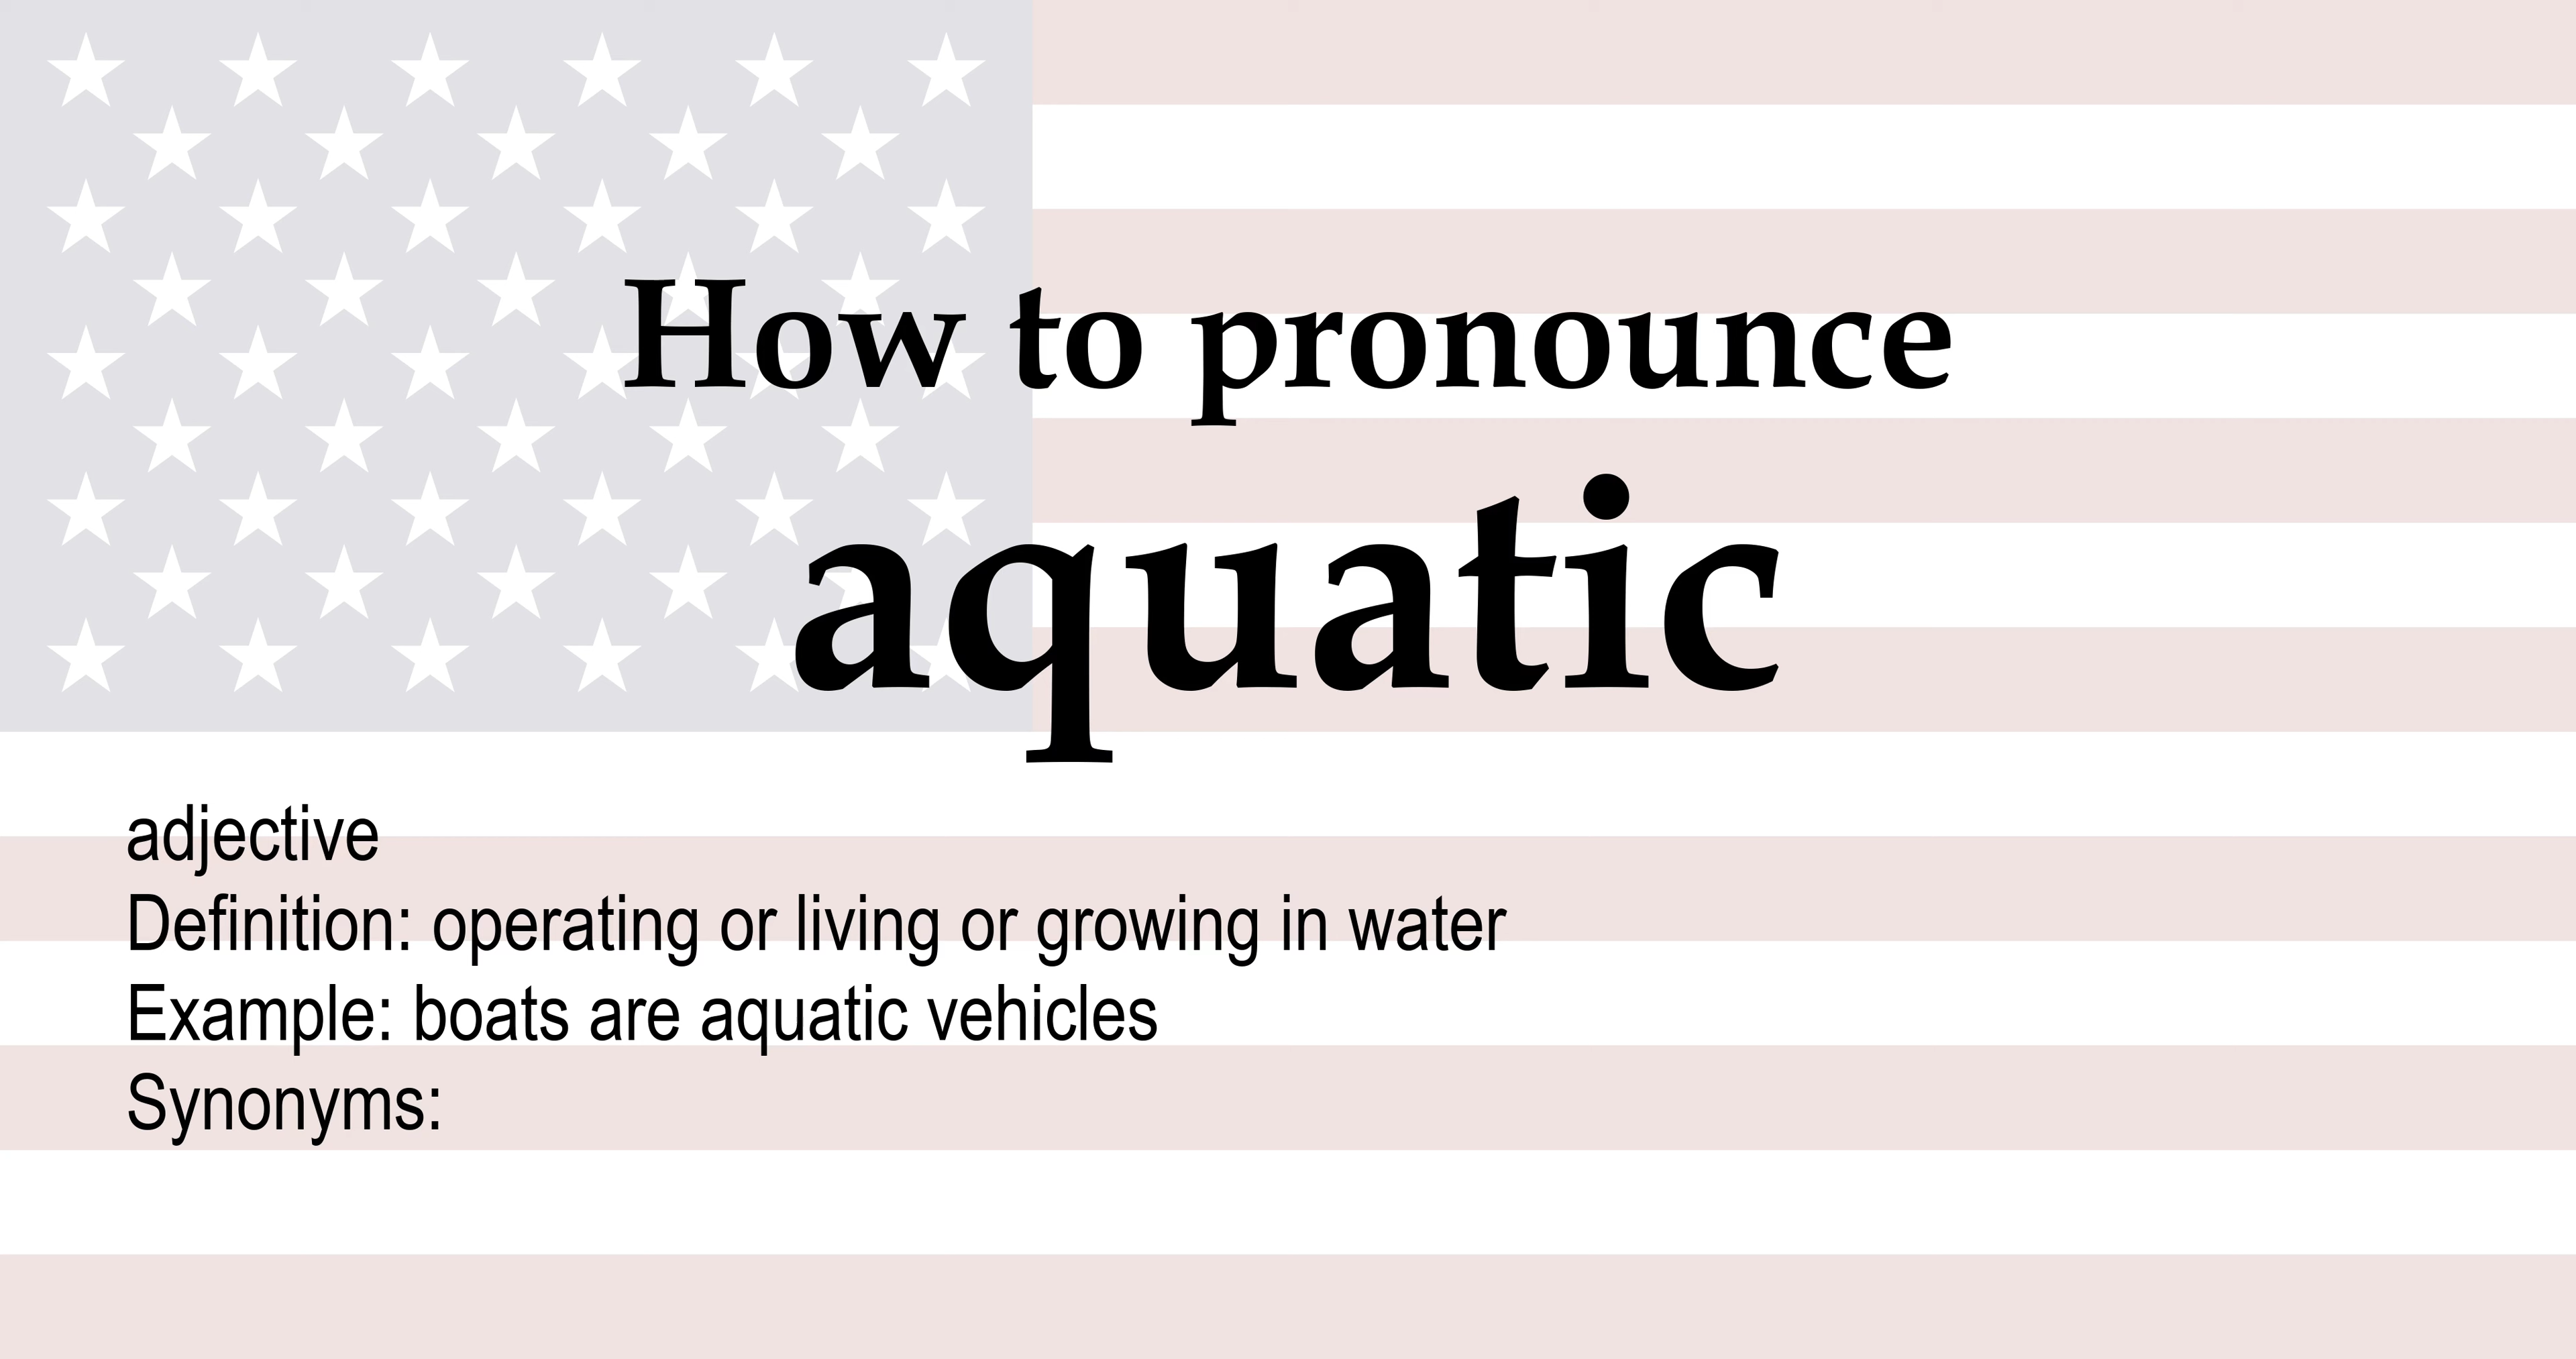 How to pronounce
aquatic
adjective
Definition: operating or living or growing in water
Example: boats are aquatic vehicles
Synonyms: